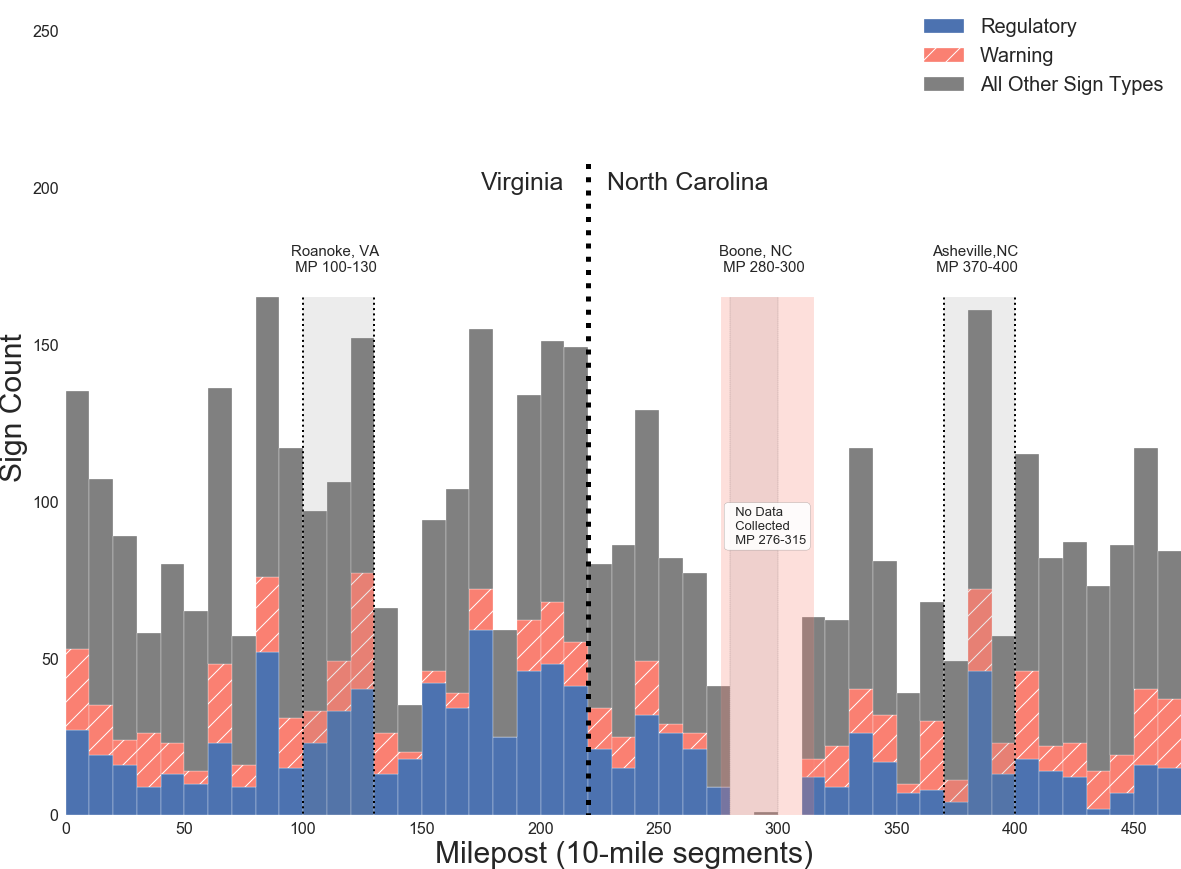 250
Regulatory
Warning
All Other Sign Types
Virginia
North Carolina
200
Roanoke, VA
MP 100-130
Boone, NC
MP 280-300
Asheville,NC
MP 370-400
150
Sign Count
100
No Data
Collected
MP 276-315
50
0
0 50 100 150 200 250 300 350 400 450
Milepost (10-mile segments)